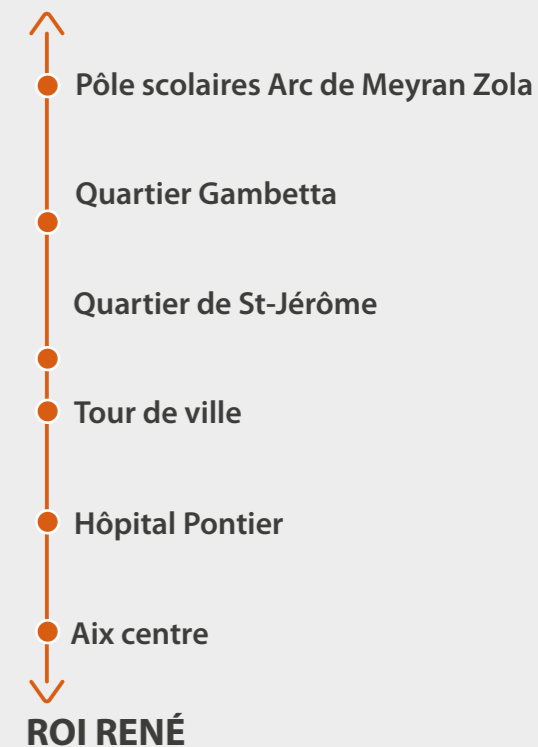 Pôle scolaires Arc de Meyran Zola
Quartier Gambetta
Quartier de St-Jérôme
Tour de ville
Hôpital Pontier
Aix centre
ROI RENÉ